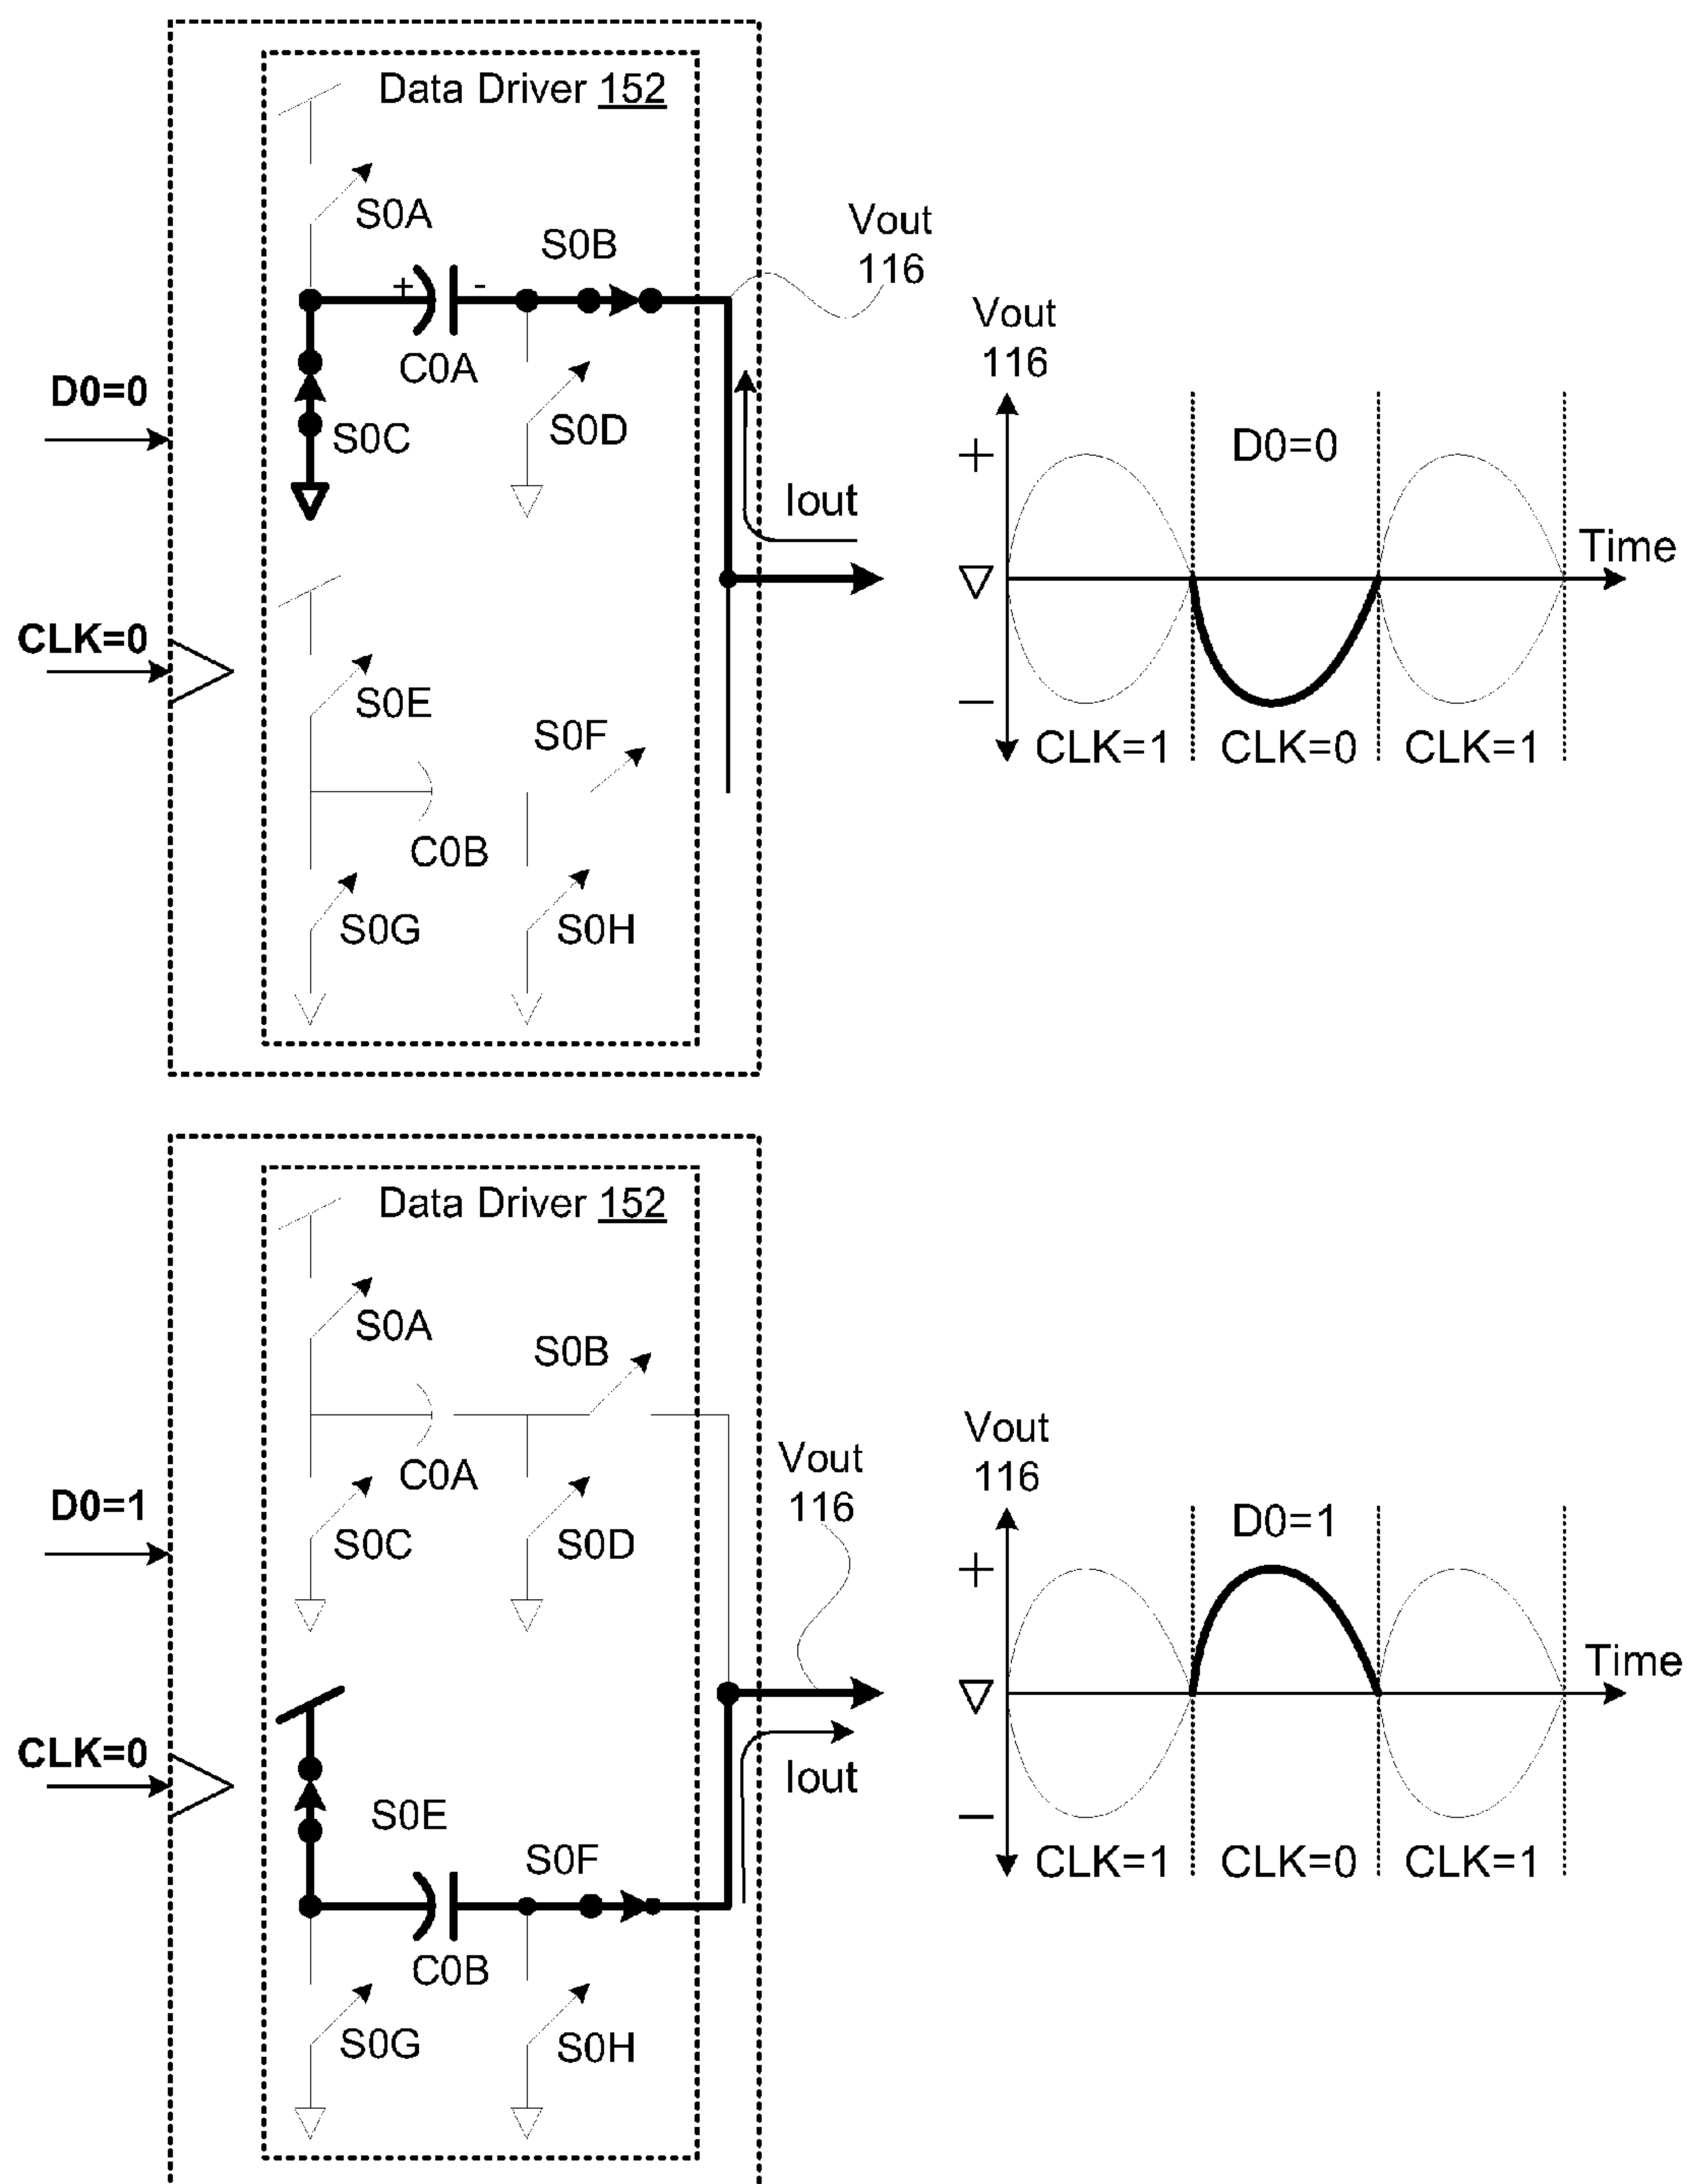 Data Driver 152
S0A
S0B
Vout
116
+
-
C0A
Vout
116
D0=0
S0C
S0D
D0=0
+
Iout
Time
CLK=0
S0E
−
S0F
CLK=1
CLK=0
CLK=1
C0B
S0G
S0H
Data Driver 152
S0A
S0B
Vout
116
C0A
Vout
116
D0=1
D0=1
S0C
S0D
+
Time
CLK=0
Iout
S0E
−
S0F
CLK=1
CLK=0
CLK=1
C0B
S0G
S0H